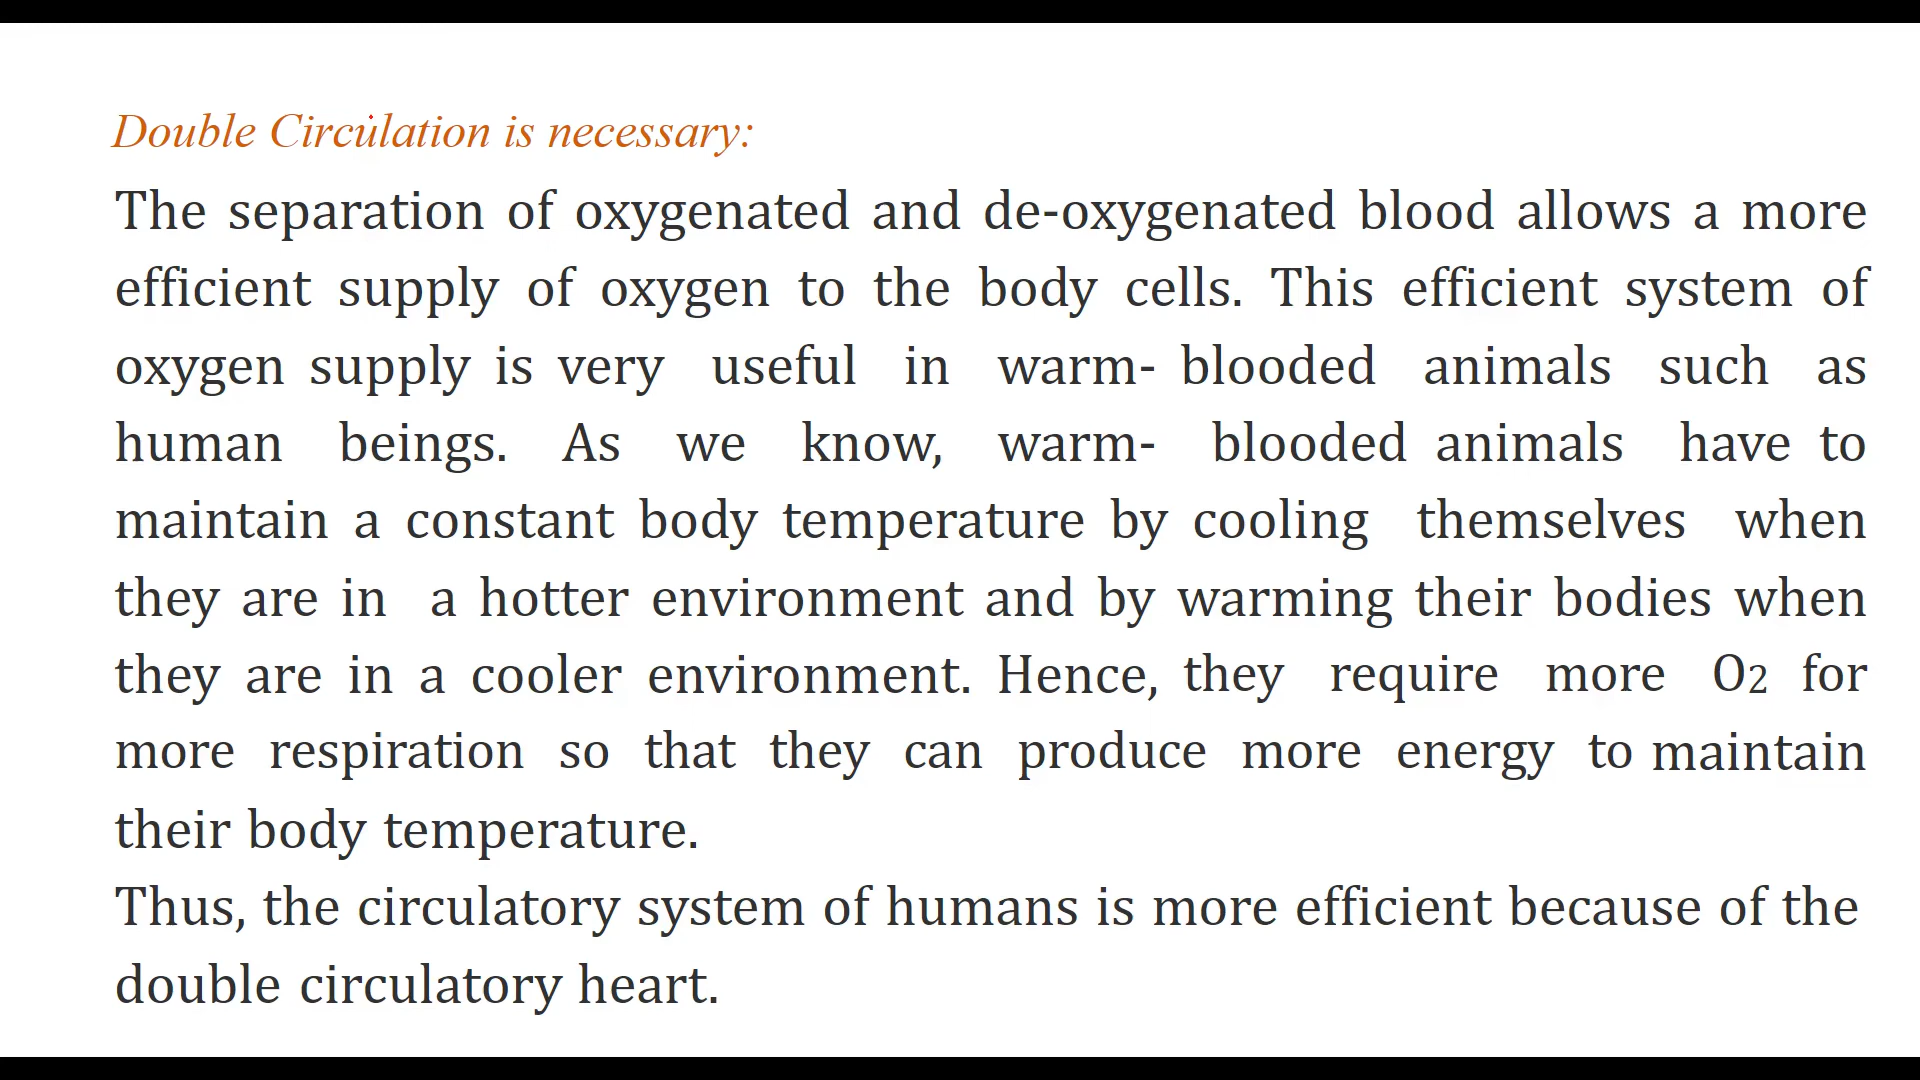 Double Circulation is necessary:
The separation of oxygenated and de-oxygenated blood allows a more
efficient supply of oxygen to the body cells. This efficient system of
oxygen supply is very useful in warm- blooded animals such as
human beings. As we know, warm- blooded animals have to
maintain a constant body temperature by cooling themselves when
they are in a hotter environment and by warming their bodies when
they are in a cooler environment. Hence, they require more O2 for
more respiration so that they can produce more energy to maintain
their body temperature.
Thus, the circulatory system of humans is more efficient because of the
double circulatory heart.